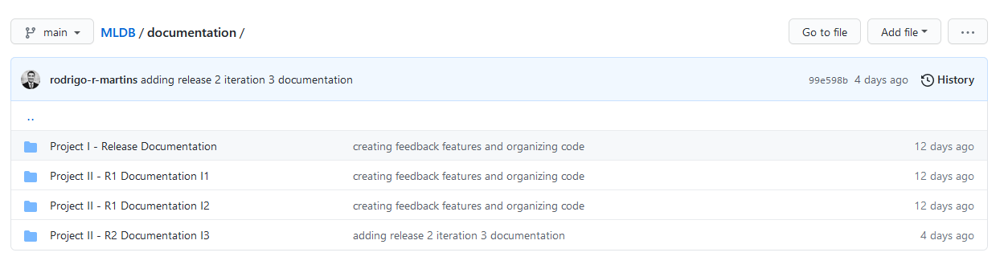 main MLDB / documentation / Go to file Add file ...
rodrigo-r-martins adding release 2 iteration 3 documentation 99e598b 4 days ago History
..
Project I - Release Documentation creating feedback features and organizing code 12 days ago
Project II - R1 Documentation I1 creating feedback features and organizing code 12 days ago
Project II - R1 Documentation I2 creating feedback features and organizing code 12 days ago
Project II - R2 Documentation I3 adding release 2 iteration 3 documentation 4 days ago